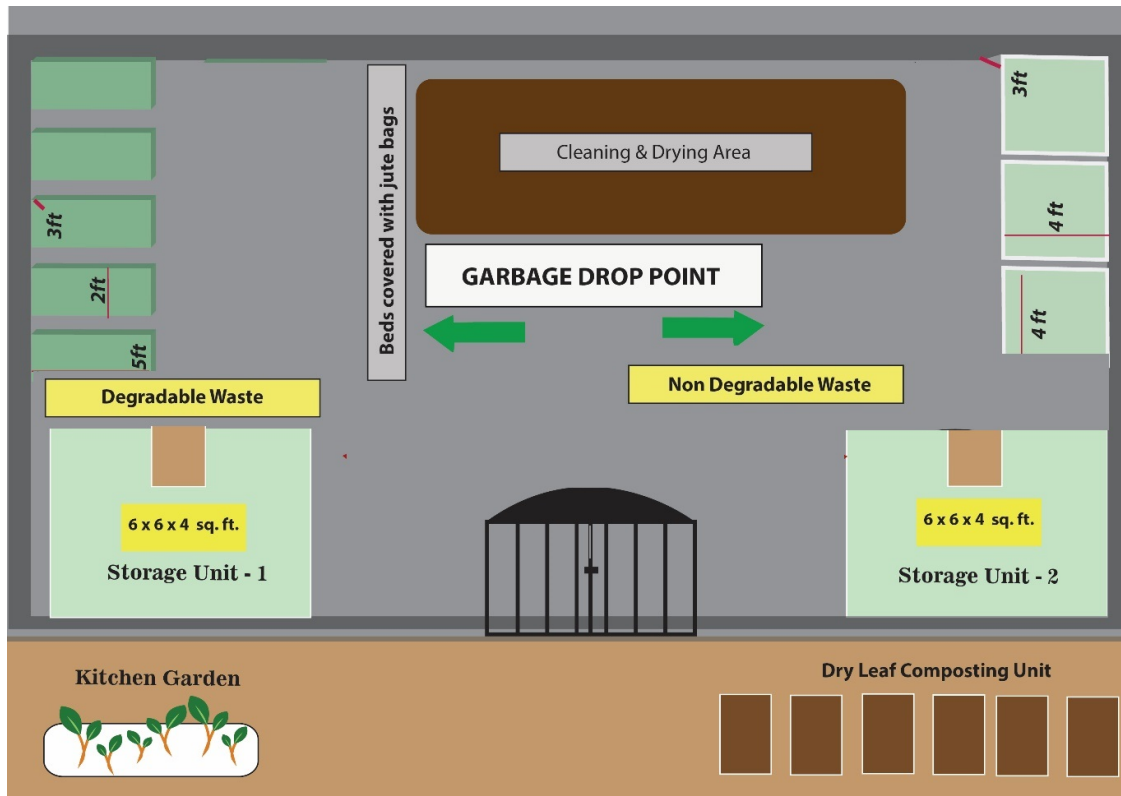 Beds covered with jute bags
Cleaning & Drying Area
3ft
3ft
4 ft
GARBAGE DROP POINT
2ft
4 ft
5ft
Degradable Waste
Non Degradable Waste
6 x 6 x 4 sq. ft.
Storage Unit - 1
6 x 6 x 4 sq. ft.
Storage Unit - 2
Kitchen Garden
Dry Leaf Composting Unit